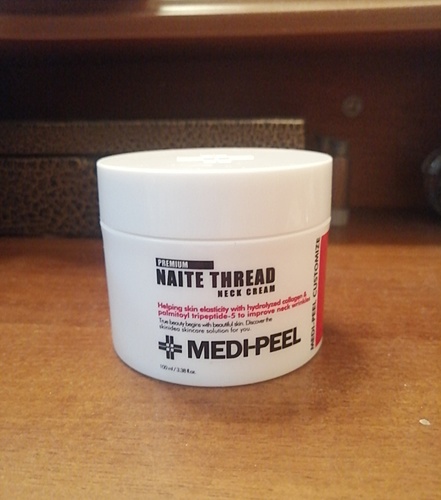 PREMIUM
NAITE THREAD
NECK CREAM
Helping skin elasticity with hydrolyzed collagen &
palmitoyl tripeptide-5 to improve neck wrinkles
True beauty begins with beautiful skin. Discover the
skinidea skincare solution for you.
MEDI-PEEL
100 ml / 3.38 fl.oz.
MEDI-PEEL CUSTOMIZE